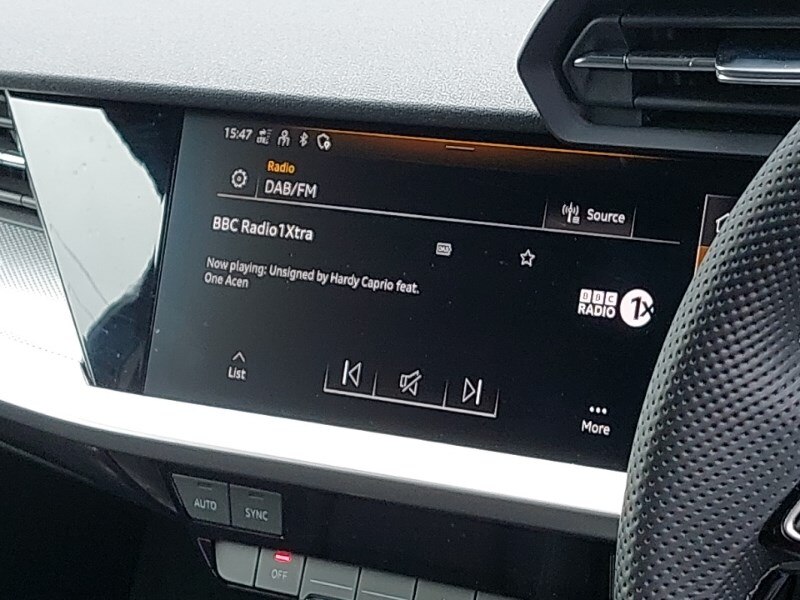 15:47
Radio
DAB/FM
Source
BBC Radio1Xtra
DAB
Now playing: Unsigned by Hardy Caprio feat.
One Acen
BBC
RADIO 1X
List
More
AUTO
SYNC
OFF